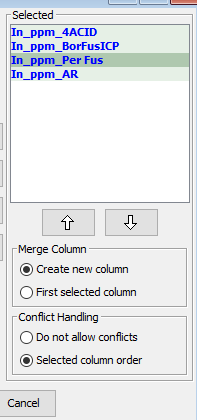 Selected
In_ppm_4ACID
In_ppm_BorFusICP
In_ppm_Per Fus
In_ppm_AR
Merge Column
Create new column
First selected column
Conflict Handling
Do not allow conflicts
Selected column order
Cancel